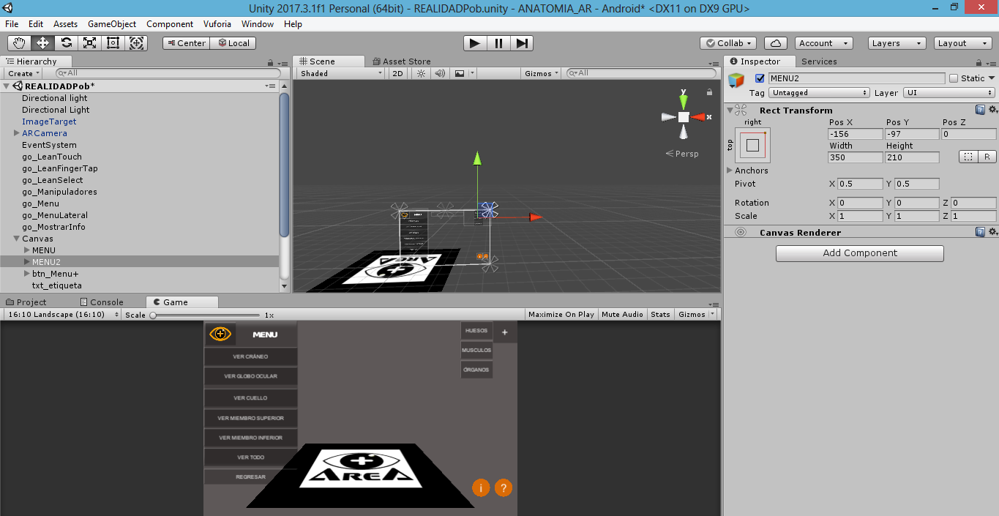 Unity 2017.3.1f1 Personal (64bit) - REALIDADPob.unity - ANATOMIA_AR - Android* <DX11 on DX9 GPU>
File Edit Assets GameObject Component Vuforia Window Help
Center Local Collab Account Layers Layout
Hierarchy
Create All
REALIDADPob*
Directional light
Directional Light
ImageTarget
ARCamera
EventSystem
go_LeanTouch
go_LeanFingerTap
go_LeanSelect
go_Manipuladores
go_Menu
go_MenuLateral
go_MostrarInfo
Canvas
MENU
MENU2
btn_Menu+
txt_etiqueta
Scene Asset Store
Shaded 2D Gizmos All
y
x
Persp
MENU
AREA
Inspector Services
MENU2 Static
Tag Untagged Layer UI
Rect Transform
right Pos X Pos Y Pos Z
top
-156 -97 0
Width Height
350 210 R
Anchors
Pivot X 0.5 Y 0.5
Rotation X 0 Y 0 Z 0
Scale X 1 Y 1 Z 1
Canvas Renderer
Add Component
Project Console Game
16:10 Landscape (16:10) Scale 1x Maximize On Play Mute Audio Stats Gizmos
MENU
VER CRÁNEO
VER GLOBO OCULAR
VER CUELLO
VER MIEMBRO SUPERIOR
VER MIEMBRO INFERIOR
VER TODO
REGRESAR
HUESOS +
MUSCULOS
ÓRGANOS
AREA
i ?